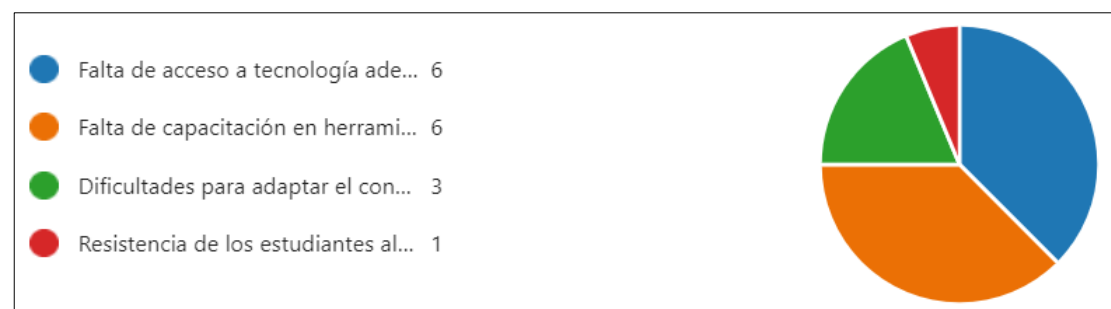 Falta de acceso a tecnología ade... 6
Falta de capacitación en herrami... 6
Dificultades para adaptar el con... 3
Resistencia de los estudiantes al... 1